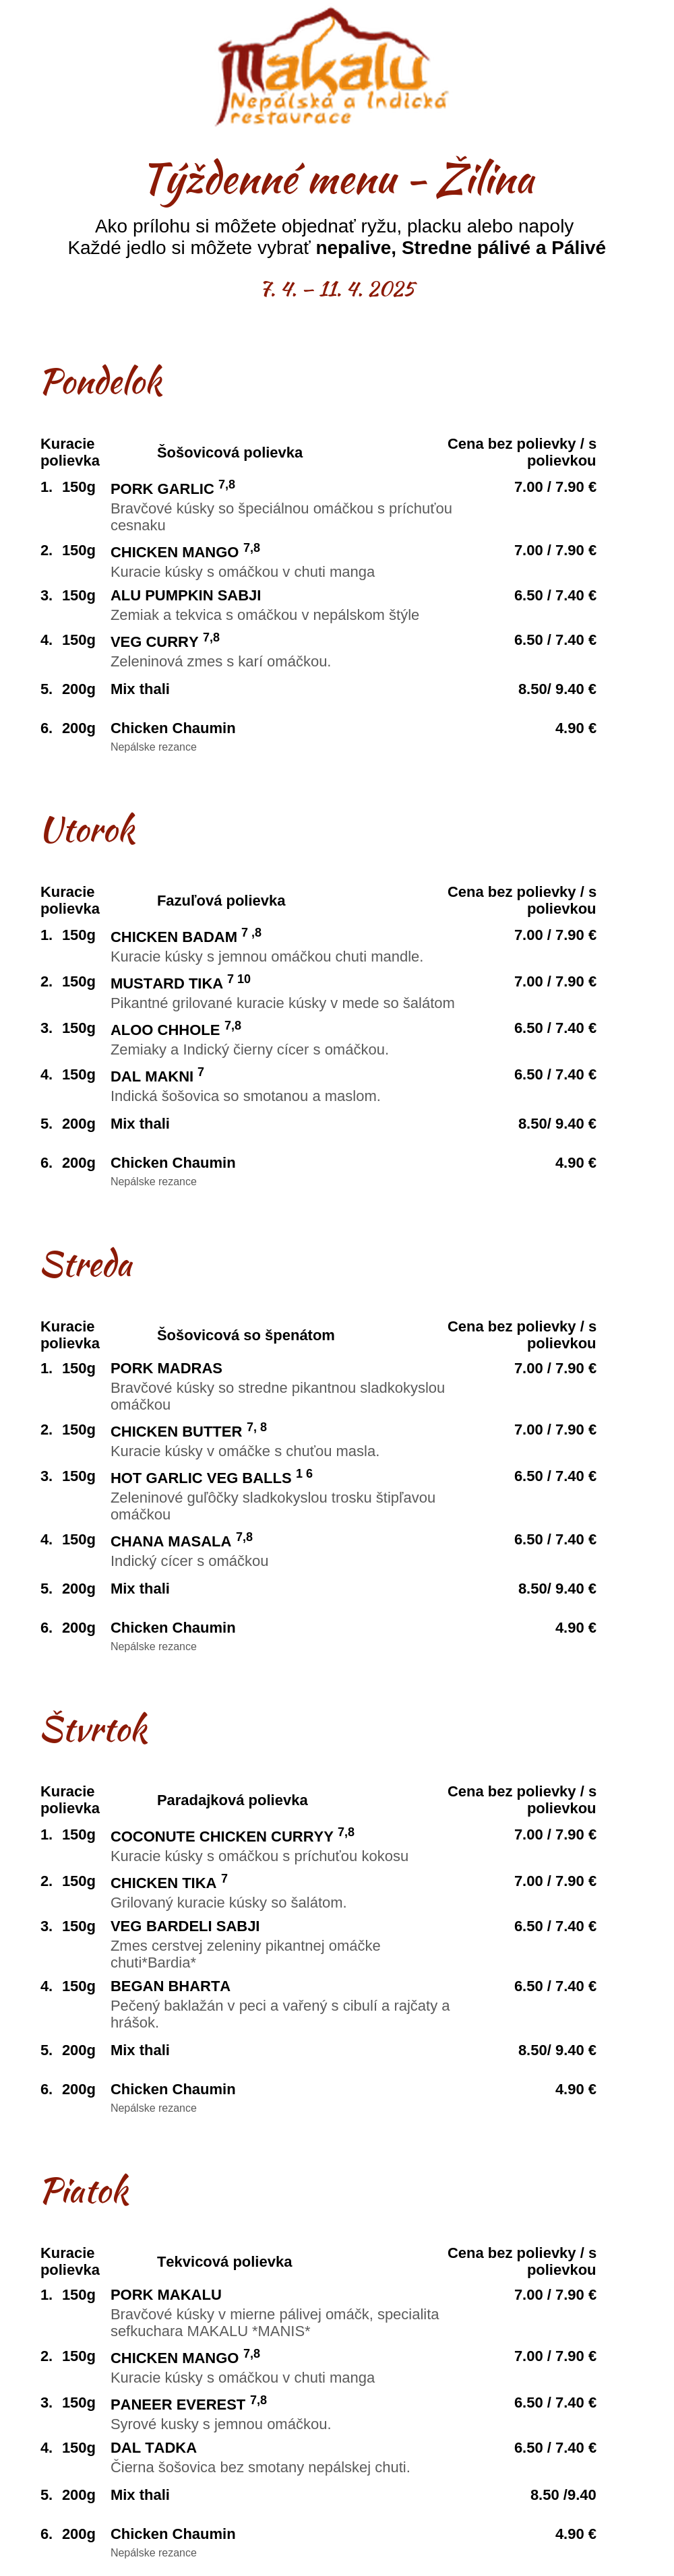 Makalu
Nepálská a Indická
restaurace
Týždenné menu - Žilina
Ako prílohu si môžete objednať ryžu, placku alebo napoly
Každé jedlo si môžete vybrať nepalive, Stredne pálivé a Pálivé
7. 4. – 11. 4. 2025
Pondelok
Kuracie polievka Šošovicová polievka Cena bez polievky / s polievkou
1. 150g PORK GARLIC 7,8 7.00 / 7.90 €
Bravčové kúsky so špeciálnou omáčkou s príchuťou
cesnaku
2. 150g CHICKEN MANGO 7,8 7.00 / 7.90 €
Kuracie kúsky s omáčkou v chuti manga
3. 150g ALU PUMPKIN SABJI 6.50 / 7.40 €
Zemiak a tekvica s omáčkou v nepálskom štýle
4. 150g VEG CURRY 7,8 6.50 / 7.40 €
Zeleninová zmes s karí omáčkou.
5. 200g Mix thali 8.50/ 9.40 €
6. 200g Chicken Chaumin 4.90 €
Nepálske rezance
Utorok
Kuracie polievka Fazuľová polievka Cena bez polievky / s polievkou
1. 150g CHICKEN BADAM 7 ,8 7.00 / 7.90 €
Kuracie kúsky s jemnou omáčkou chuti mandle.
2. 150g MUSTARD TIKA 7 10 7.00 / 7.90 €
Pikantné grilované kuracie kúsky v mede so šalátom
3. 150g ALOO CHHOLE 7,8 6.50 / 7.40 €
Zemiaky a Indický čierny cícer s omáčkou.
4. 150g DAL MAKNI 7 6.50 / 7.40 €
Indická šošovica so smotanou a maslom.
5. 200g Mix thali 8.50/ 9.40 €
6. 200g Chicken Chaumin 4.90 €
Nepálske rezance
Streda
Kuracie polievka Šošovicová so špenátom Cena bez polievky / s polievkou
1. 150g PORK MADRAS 7.00 / 7.90 €
Bravčové kúsky so stredne pikantnou sladkokyslou
omáčkou
2. 150g CHICKEN BUTTER 7, 8 7.00 / 7.90 €
Kuracie kúsky v omáčke s chuťou masla.
3. 150g HOT GARLIC VEG BALLS 1 6 6.50 / 7.40 €
Zeleninové guľôčky sladkokyslou trosku štipľavou
omáčkou
4. 150g CHANA MASALA 7,8 6.50 / 7.40 €
Indický cícer s omáčkou
5. 200g Mix thali 8.50/ 9.40 €
6. 200g Chicken Chaumin 4.90 €
Nepálske rezance
Štvrtok
Kuracie polievka Paradajková polievka Cena bez polievky / s polievkou
1. 150g COCONUTE CHICKEN CURRYY 7,8 7.00 / 7.90 €
Kuracie kúsky s omáčkou s príchuťou kokosu
2. 150g CHICKEN TIKA 7 7.00 / 7.90 €
Grilovaný kuracie kúsky so šalátom.
3. 150g VEG BARDELI SABJI 6.50 / 7.40 €
Zmes cerstvej zeleniny pikantnej omáčke
chuti*Bardia*
4. 150g BEGAN BHARTA 6.50 / 7.40 €
Pečený baklažán v peci a vařený s cibulí a rajčaty a
hrášok.
5. 200g Mix thali 8.50/ 9.40 €
6. 200g Chicken Chaumin 4.90 €
Nepálske rezance
Piatok
Kuracie polievka Tekvicová polievka Cena bez polievky / s polievkou
1. 150g PORK MAKALU 7.00 / 7.90 €
Bravčové kúsky v mierne pálivej omáčk, specialita
sefkuchara MAKALU *MANIS*
2. 150g CHICKEN MANGO 7,8 7.00 / 7.90 €
Kuracie kúsky s omáčkou v chuti manga
3. 150g PANEER EVEREST 7,8 6.50 / 7.40 €
Syrové kusky s jemnou omáčkou.
4. 150g DAL TADKA 6.50 / 7.40 €
Čierna šošovica bez smotany nepálskej chuti.
5. 200g Mix thali 8.50 /9.40
6. 200g Chicken Chaumin 4.90 €
Nepálske rezance